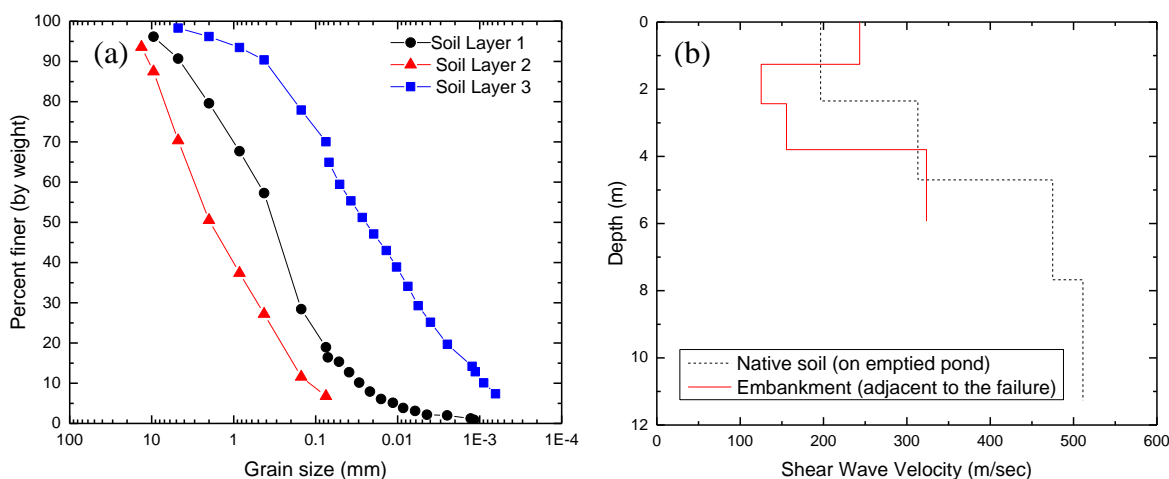 (a)
Soil Layer 1
Soil Layer 2
Soil Layer 3
100
90
80
70
60
50
40
30
20
10
0
Percent finer (by weight)
100 10 1 0.1 0.01 1E-3 1E-4
Grain size (mm)
(b)
0
2
4
6
8
10
12
Depth (m)
Native soil (on emptied pond)
Embankment (adjacent to the failure)
0 100 200 300 400 500 600
Shear Wave Velocity (m/sec)